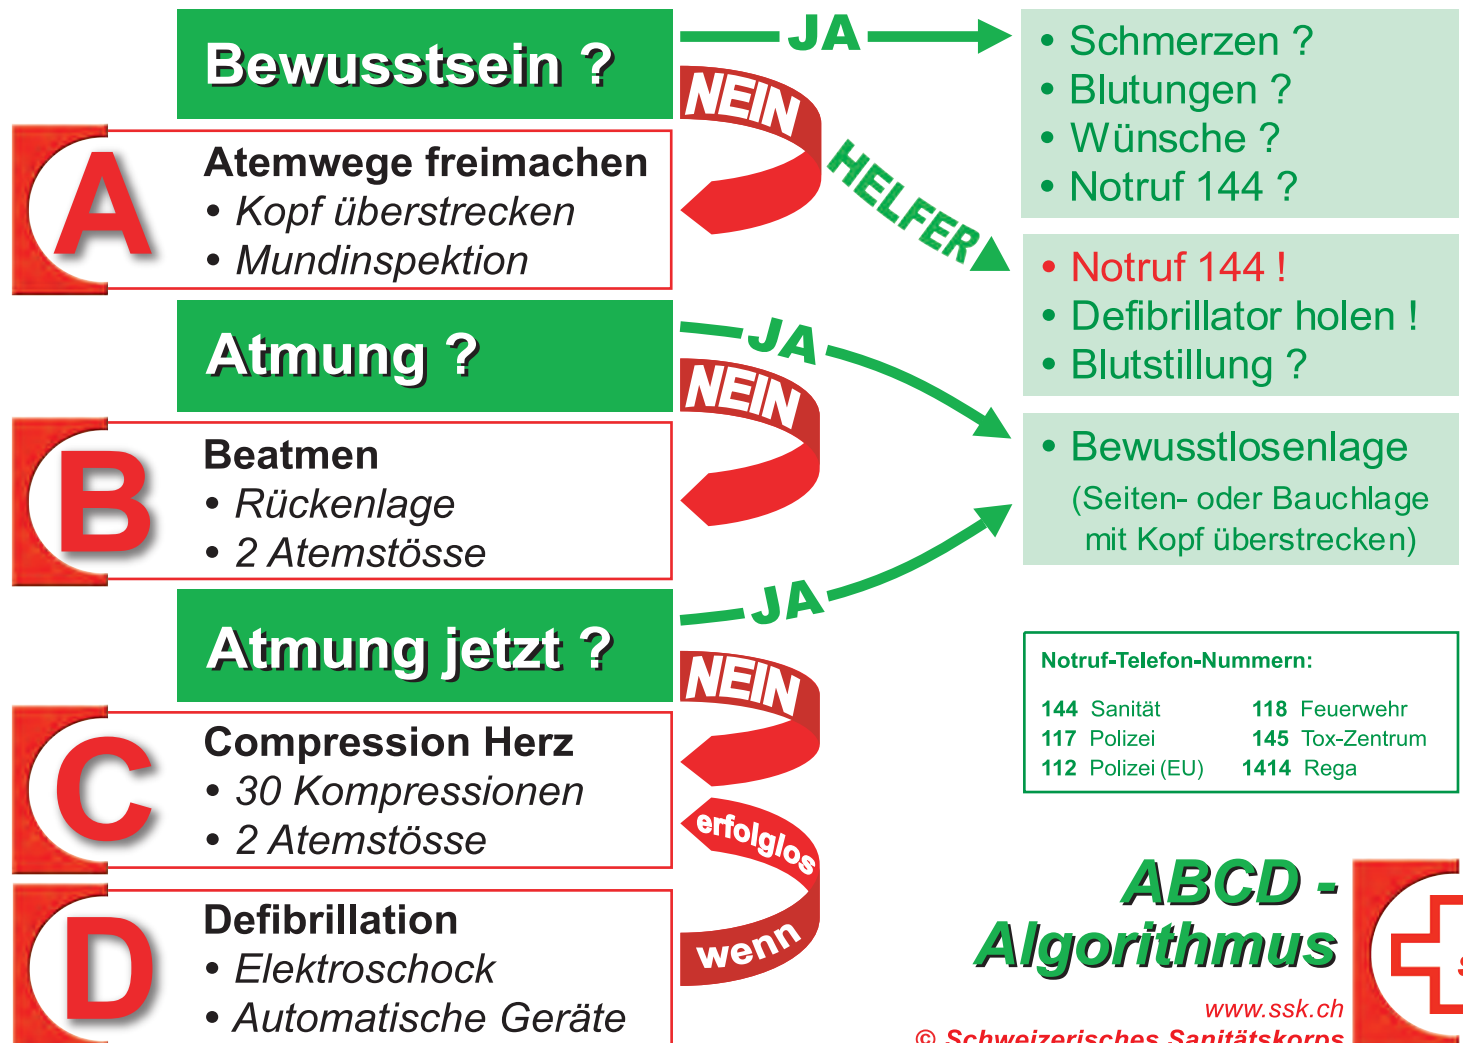 Bewusstsein ?
JA
• Schmerzen ?
• Blutungen ?
• Wünsche ?
• Notruf 144 ?
NEIN
HELFER
A
Atemwege freimachen
• Kopf überstrecken
• Mundinspektion
• Notruf 144 !
• Defibrillator holen !
• Blutstillung ?
Atmung ?
JA
NEIN
• Bewusstlosenlage
(Seiten- oder Bauchlage
mit Kopf überstrecken)
B
Beatmen
• Rückenlage
• 2 Atemstösse
Atmung jetzt ?
JA
NEIN
C
Compression Herz
• 30 Kompressionen
• 2 Atemstösse
erfolglos
wenn
D
Defibrillation
• Elektroschock
• Automatische Geräte
Notruf-Telefon-Nummern:
144 Sanität 118 Feuerwehr
117 Polizei 145 Tox-Zentrum
112 Polizei (EU) 1414 Rega
ABCD -
Algorithmus
www.ssk.ch
© Schweizerisches Sanitätskorps